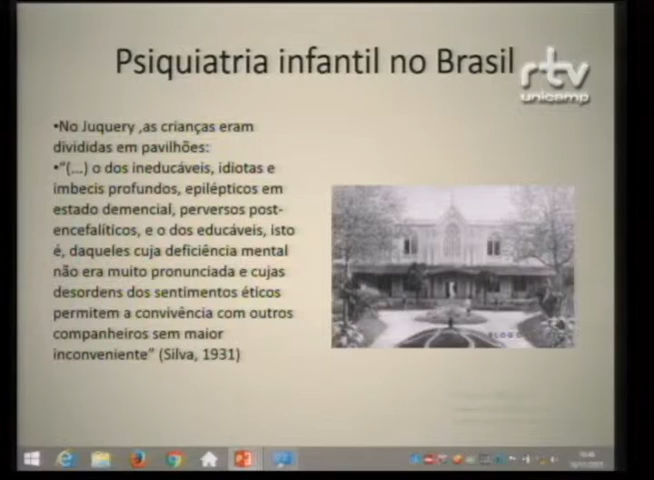 Psiquiatria infantil no Brasil
rtv
unicamp
•No Juquery ,as crianças eram
divididas em pavilhões:
•“(...) o dos ineducáveis, idiotas e
imbecis profundos, epilépticos em
estado demencial, perversos post-
encefalíticos, e o dos educáveis, isto
é, daqueles cuja deficiência mental
não era muito pronunciada e cujas
desordens dos sentimentos éticos
permitem a convivência com outros
companheiros sem maior
inconveniente” (Silva, 1931)
BLOG